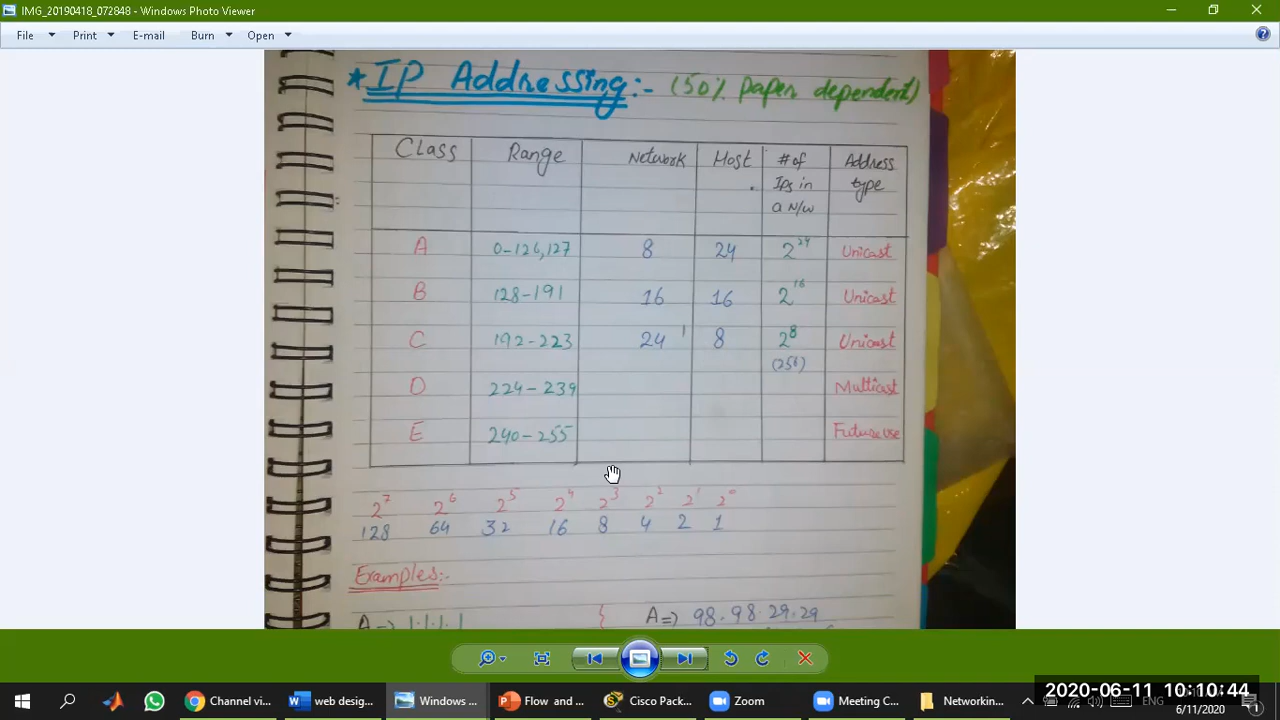 IMG_20190418_072848 - Windows Photo Viewer
File Print E-mail Burn Open
* IP Addressing:- (50% paper dependent)
Class Range Network Host # of IPs in a N/w Address type
A 0-126,127 8 24 2^24 Unicast
B 128-191 16 16 2^16 Unicast
C 192-223 24 8 2^8 (256) Unicast
D 224-239 Multicast
E 240-255 Future use
2^7 2^6 2^5 2^4 2^3 2^2 2^1 2^0
128 64 32 16 8 4 2 1
Examples:-
A => 1.1.1.1 A => 98.98.29.29
Channel vi... web desig... Windows ... Flow and ... Cisco Pack... Zoom Meeting C... Networkin... ENG
2020-06-11 10:10:44
6/11/2020